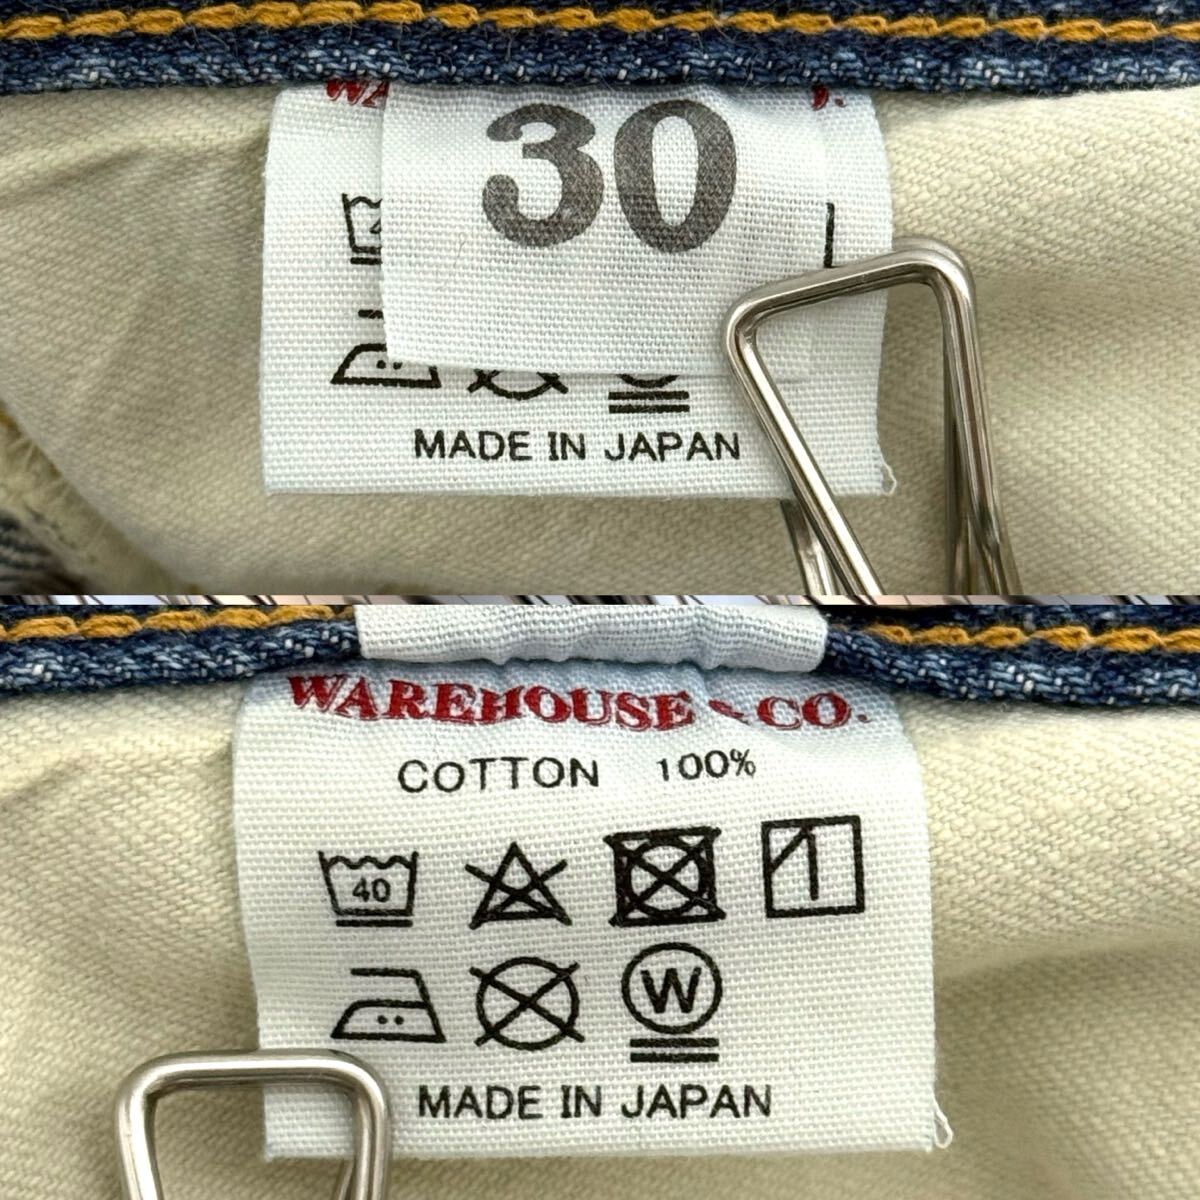 30
MADE IN JAPAN
WAREHOUSE & CO.
COTTON 100%
40
W
MADE IN JAPAN